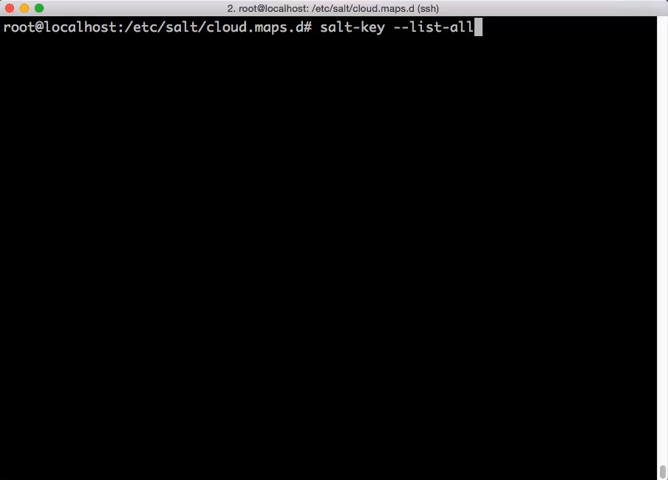 2. root@localhost: /etc/salt/cloud.maps.d (ssh)
root@localhost:/etc/salt/cloud.maps.d# salt-key --list-all